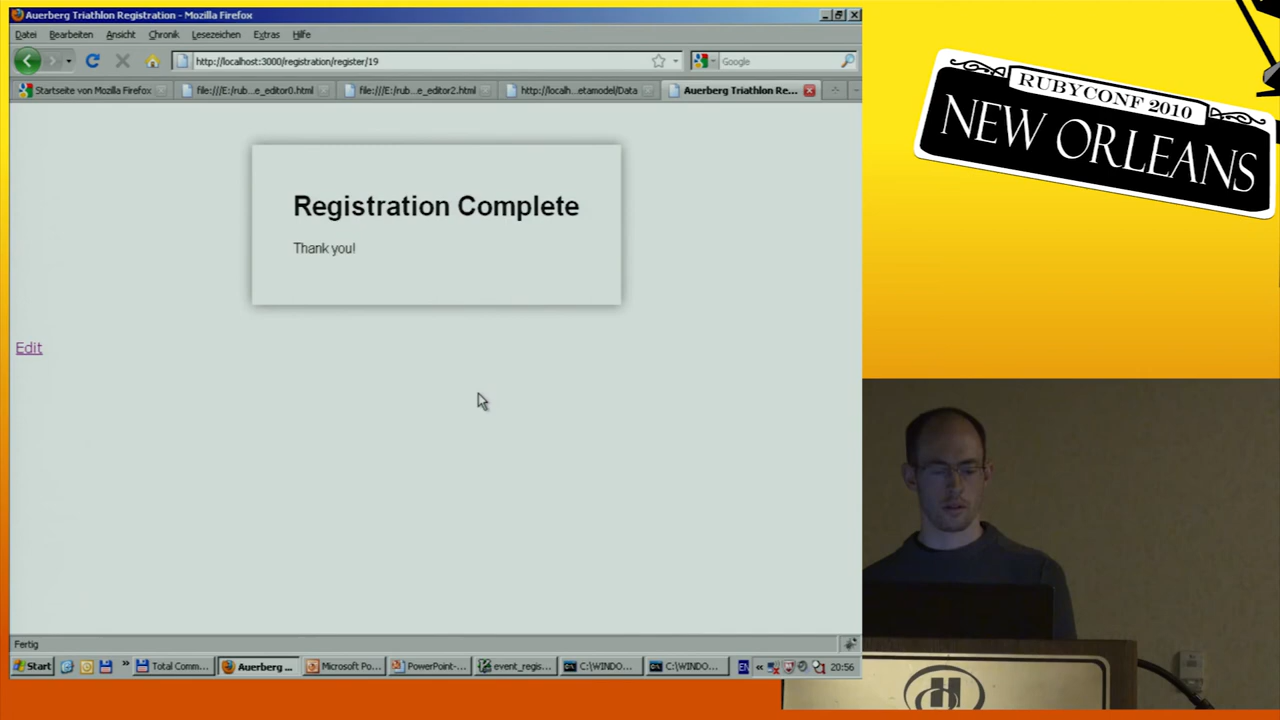 Auerberg Triathlon Registration - Mozilla Firefox
Datei Bearbeiten Ansicht Chronik Lesezeichen Extras Hilfe
http://localhost:3000/registration/register/19
Google
Startseite von Mozilla Firefox
file:///E:/rub...e_editor0.html
file:///E:/rub...e_editor2.html
http://localh...etamodel/Data
Auerberg Triathlon Re...
Registration Complete
Thank you!
Edit
Fertig
Start
»
Total Comm...
Auerberg ...
Microsoft Po...
PowerPoint-...
event_regis...
C:\WINDO...
C:\WINDO...
EN
«
20:56
RUBYCONF 2010
NEW ORLEANS
H